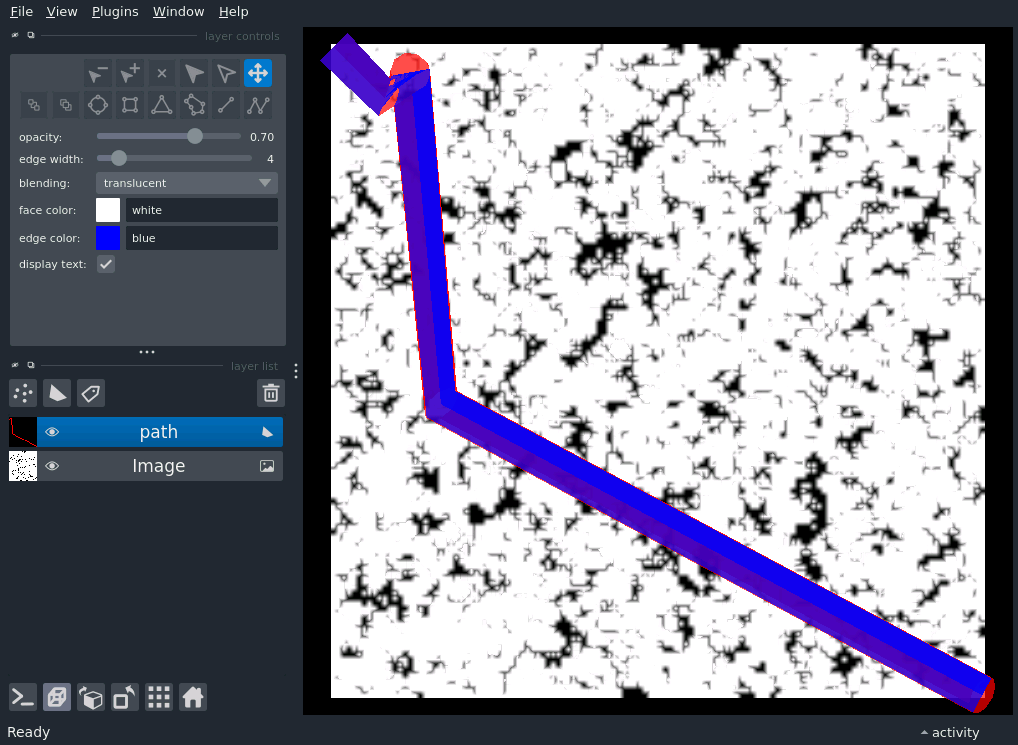 File View Plugins Window Help
layer controls
opacity: 0.70
edge width: 4
blending: translucent
face color: white
edge color: blue
display text:
layer list
path
Image
Ready activity